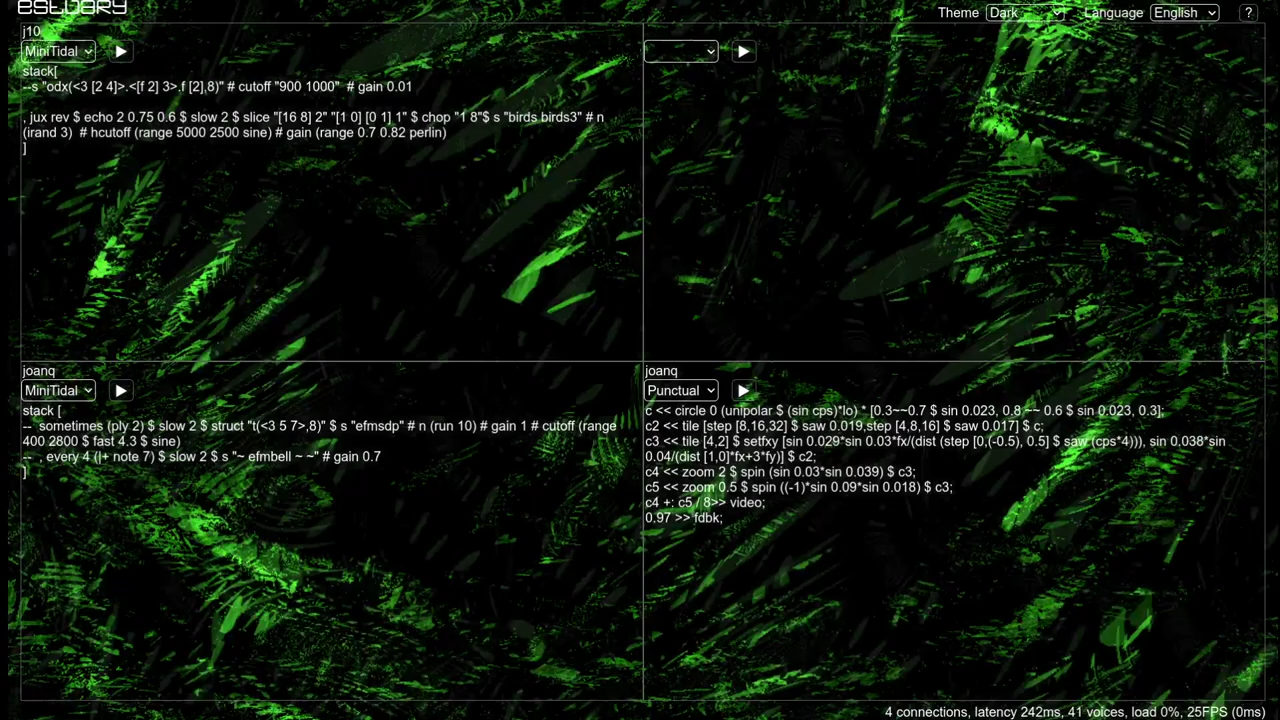 estuary
Theme Dark Language English ?
j10
MiniTidal
stack[
--s "odx(<3 [2 4]>.<[f 2] 3>.f [2],8)" # cutoff "900 1000"  # gain 0.01
, jux rev $ echo 2 0.75 0.6 $ slow 2 $ slice "[16 8] 2" "[1 0] [0 1] 1" $ chop "1 8"$ s "birds birds3" # n
(irand 3)  # hcutoff (range 5000 2500 sine) # gain (range 0.7 0.82 perlin)
]
joanq
MiniTidal
stack [
--  sometimes (ply 2) $ slow 2 $ struct "t(<3 5 7>,8)" $ s "efmsdp" # n (run 10) # gain 1 # cutoff (range
400 2800 $ fast 4.3 $ sine)
--  , every 4 (|+ note 7) $ slow 2 $ s "~ efmbell ~ ~" # gain 0.7
]
joanq
Punctual
c << circle 0 (unipolar $ (sin cps)*lo) * [0.3~~0.7 $ sin 0.023, 0.8 ~~ 0.6 $ sin 0.023, 0.3];
c2 << tile [step [8,16,32] $ saw 0.019,step [4,8,16] $ saw 0.017] $ c;
c3 << tile [4,2] $ setfxy [sin 0.029*sin 0.03*fx/(dist (step [0,(-0.5), 0.5] $ saw (cps*4))), sin 0.038*sin
0.04/(dist [1,0]*fx+3*fy)] $ c2;
c4 << zoom 2 $ spin (sin 0.03*sin 0.039) $ c3;
c5 << zoom 0.5 $ spin ((-1)*sin 0.09*sin 0.018) $ c3;
c4 +: c5 / 8>> video;
0.97 >> fdbk;
4 connections, latency 242ms, 41 voices, load 0%, 25FPS (0ms)